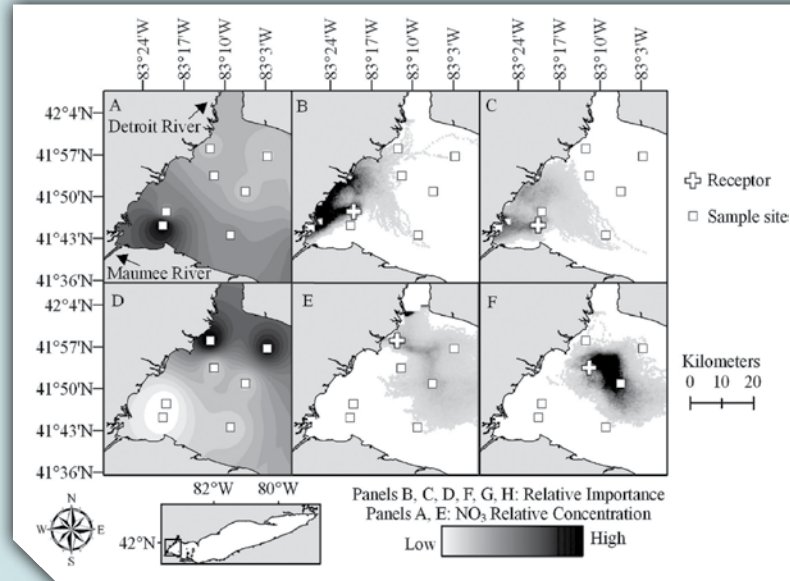 83°24'W 83°17'W 83°10'W 83°3'W 83°24'W 83°17'W 83°10'W 83°3'W 83°24'W 83°17'W 83°10'W 83°3'W
A B C
42°4'N
Detroit River
41°57'N
Receptor
41°50'N
Sample site
41°43'N
Maumee River
41°36'N
D E F
42°4'N
41°57'N
Kilometers
0 10 20
41°50'N
41°43'N
41°36'N
N
W E
S
82°W 80°W
42°N
Panels B, C, D, F, G, H: Relative Importance
Panels A, E: NO₃ Relative Concentration
Low High